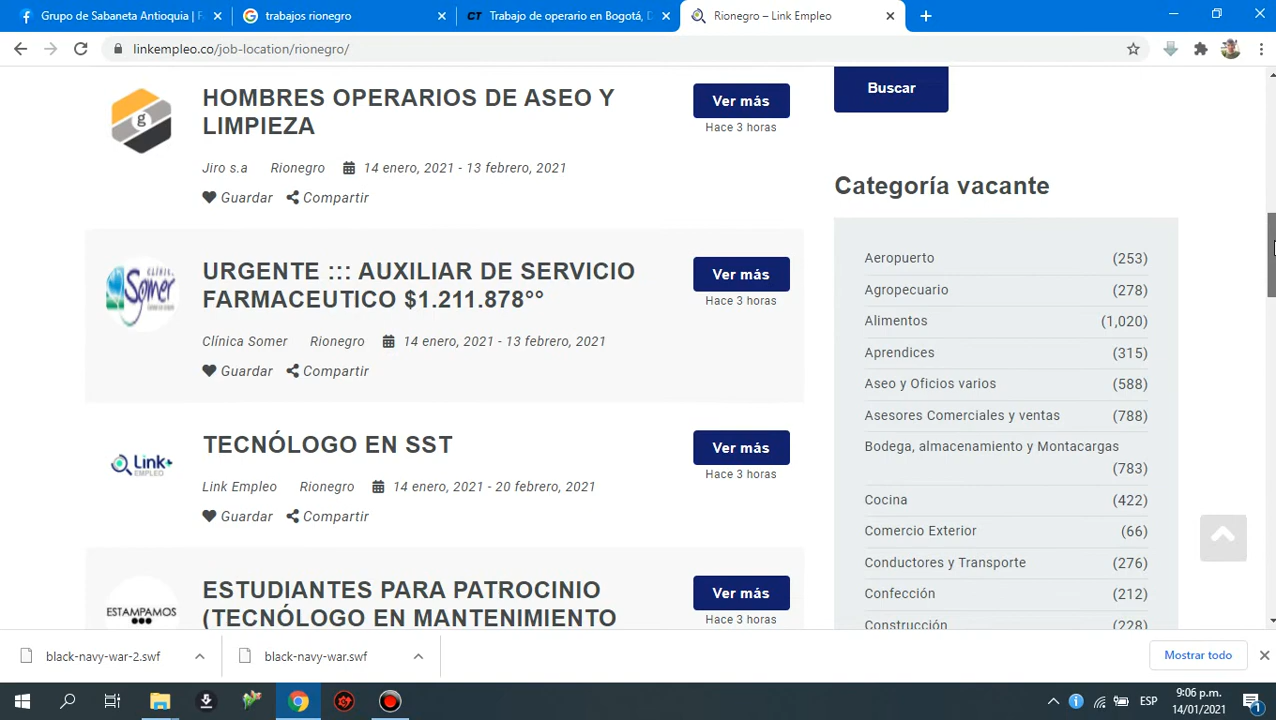 Grupo de Sabaneta Antioquia | F
trabajos rionegro
CT Trabajo de operario en Bogotá, D
Rionegro – Link Empleo
linkempleo.co/job-location/rionegro/
HOMBRES OPERARIOS DE ASEO Y
LIMPIEZA
Ver más
Hace 3 horas
Jiro s.a Rionegro 14 enero, 2021 - 13 febrero, 2021
Guardar Compartir
g
URGENTE ::: AUXILIAR DE SERVICIO
FARMACEUTICO $1.211.878°°
Ver más
Hace 3 horas
Clínica Somer Rionegro 14 enero, 2021 - 13 febrero, 2021
Guardar Compartir
CLINICA
Somer
TECNÓLOGO EN SST
Ver más
Hace 3 horas
Link Empleo Rionegro 14 enero, 2021 - 20 febrero, 2021
Guardar Compartir
Link
EMPLEO
ESTUDIANTES PARA PATROCINIO
(TECNÓLOGO EN MANTENIMIENTO
Ver más
Hace 3 horas
ESTAMPAMOS
Buscar
Categoría vacante
Aeropuerto (253)
Agropecuario (278)
Alimentos (1,020)
Aprendices (315)
Aseo y Oficios varios (588)
Asesores Comerciales y ventas (788)
Bodega, almacenamiento y Montacargas
(783)
Cocina (422)
Comercio Exterior (66)
Conductores y Transporte (276)
Confección (212)
Construcción (228)
black-navy-war-2.swf
black-navy-war.swf
Mostrar todo
ESP
9:06 p.m.
14/01/2021
1